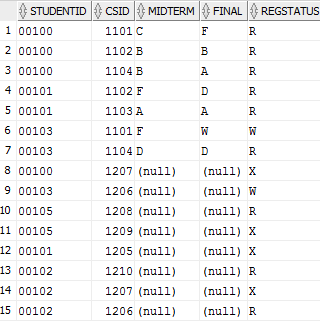 STUDENTID CSID MIDTERM FINAL REGSTATUS
1 00100 1101 C F R
2 00100 1102 B B R
3 00100 1104 B A R
4 00101 1102 F D R
5 00101 1103 A A R
6 00103 1101 F W W
7 00103 1104 D D R
8 00100 1207 (null) (null) X
9 00103 1206 (null) (null) W
10 00105 1208 (null) (null) R
11 00105 1209 (null) (null) X
12 00101 1205 (null) (null) X
13 00102 1210 (null) (null) R
14 00102 1207 (null) (null) X
15 00102 1206 (null) (null) R